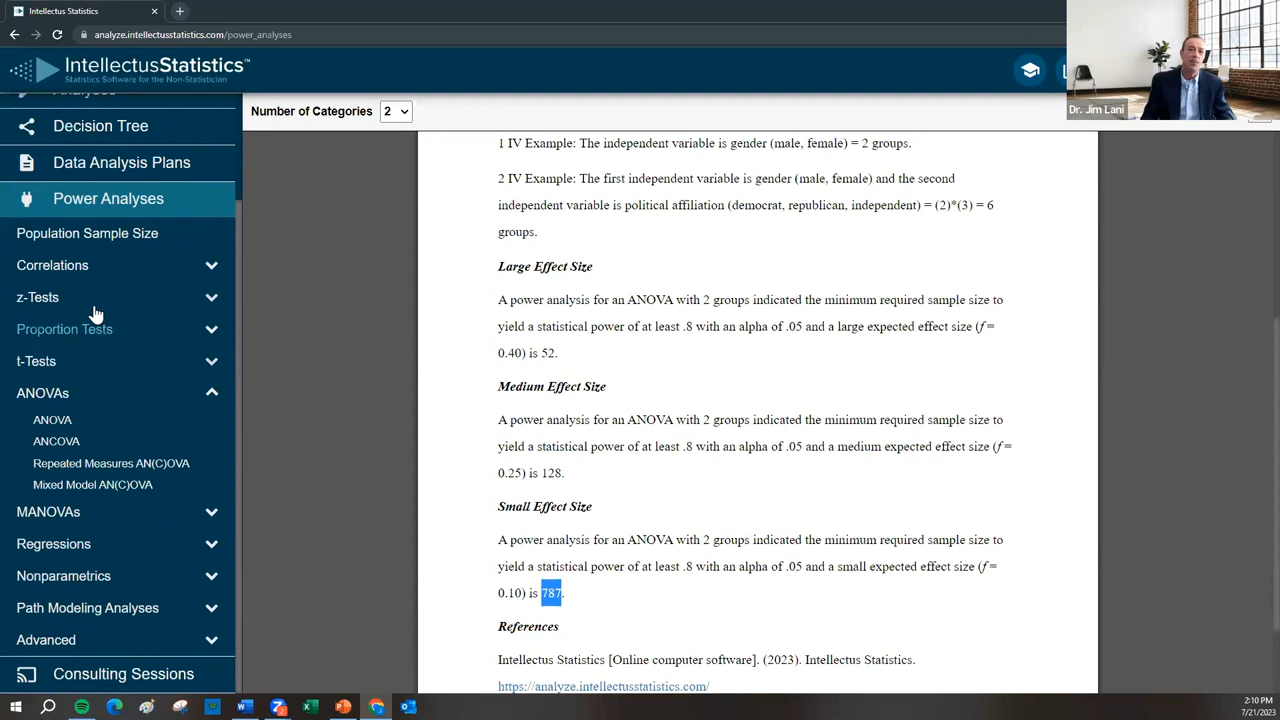 Intellectus Statistics
analyze.intellectusstatistics.com/power_analyses
IntellectusStatistics™
Statistics Software for the Non-Statistician
Dr. Jim Lani
Number of Categories 2
Decision Tree
Data Analysis Plans
Power Analyses
Population Sample Size
Correlations
z-Tests
Proportion Tests
t-Tests
ANOVAs
ANOVA
ANCOVA
Repeated Measures AN(C)OVA
Mixed Model AN(C)OVA
MANOVAs
Regressions
Nonparametrics
Path Modeling Analyses
Advanced
Consulting Sessions
1 IV Example: The independent variable is gender (male, female) = 2 groups.
2 IV Example: The first independent variable is gender (male, female) and the second
independent variable is political affiliation (democrat, republican, independent) = (2)*(3) = 6
groups.
Large Effect Size
A power analysis for an ANOVA with 2 groups indicated the minimum required sample size to
yield a statistical power of at least .8 with an alpha of .05 and a large expected effect size (f =
0.40) is 52.
Medium Effect Size
A power analysis for an ANOVA with 2 groups indicated the minimum required sample size to
yield a statistical power of at least .8 with an alpha of .05 and a medium expected effect size (f =
0.25) is 128.
Small Effect Size
A power analysis for an ANOVA with 2 groups indicated the minimum required sample size to
yield a statistical power of at least .8 with an alpha of .05 and a small expected effect size (f =
0.10) is 787.
References
Intellectus Statistics [Online computer software]. (2023). Intellectus Statistics.
https://analyze.intellectusstatistics.com/
2:10 PM
7/21/2023